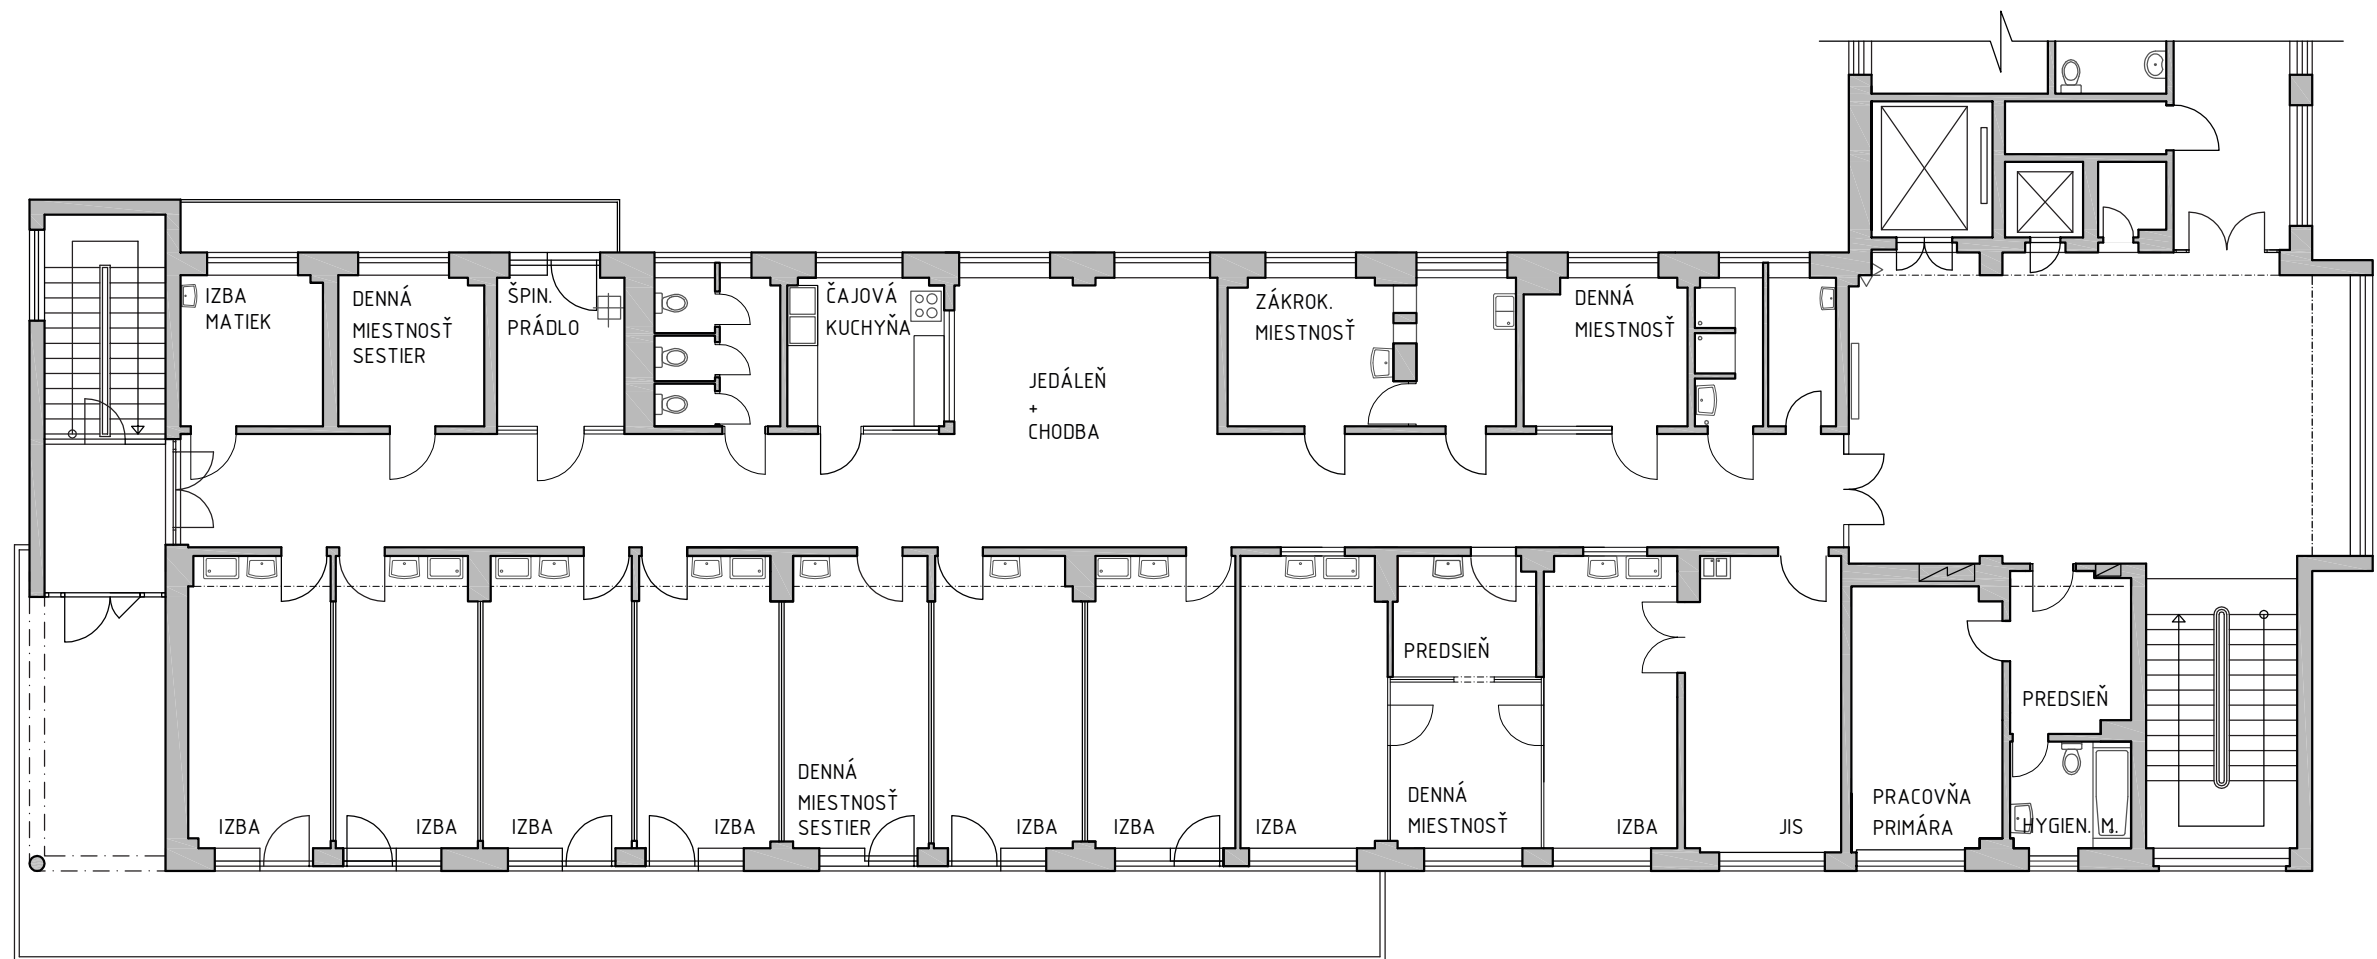 IZBA
MATIEK
DENNÁ
MIESTNOSŤ
SESTIER
ŠPIN.
PRÁDLO
ČAJOVÁ
KUCHYŇA
JEDÁLEŇ
+
CHODBA
ZÁKROK.
MIESTNOSŤ
DENNÁ
MIESTNOSŤ
IZBA
IZBA
IZBA
IZBA
DENNÁ
MIESTNOSŤ
SESTIER
IZBA
IZBA
IZBA
PREDSIEŇ
DENNÁ
MIESTNOSŤ
IZBA
JIS
PRACOVŇA
PRIMÁRA
PREDSIEŇ
HYGIEN. M.